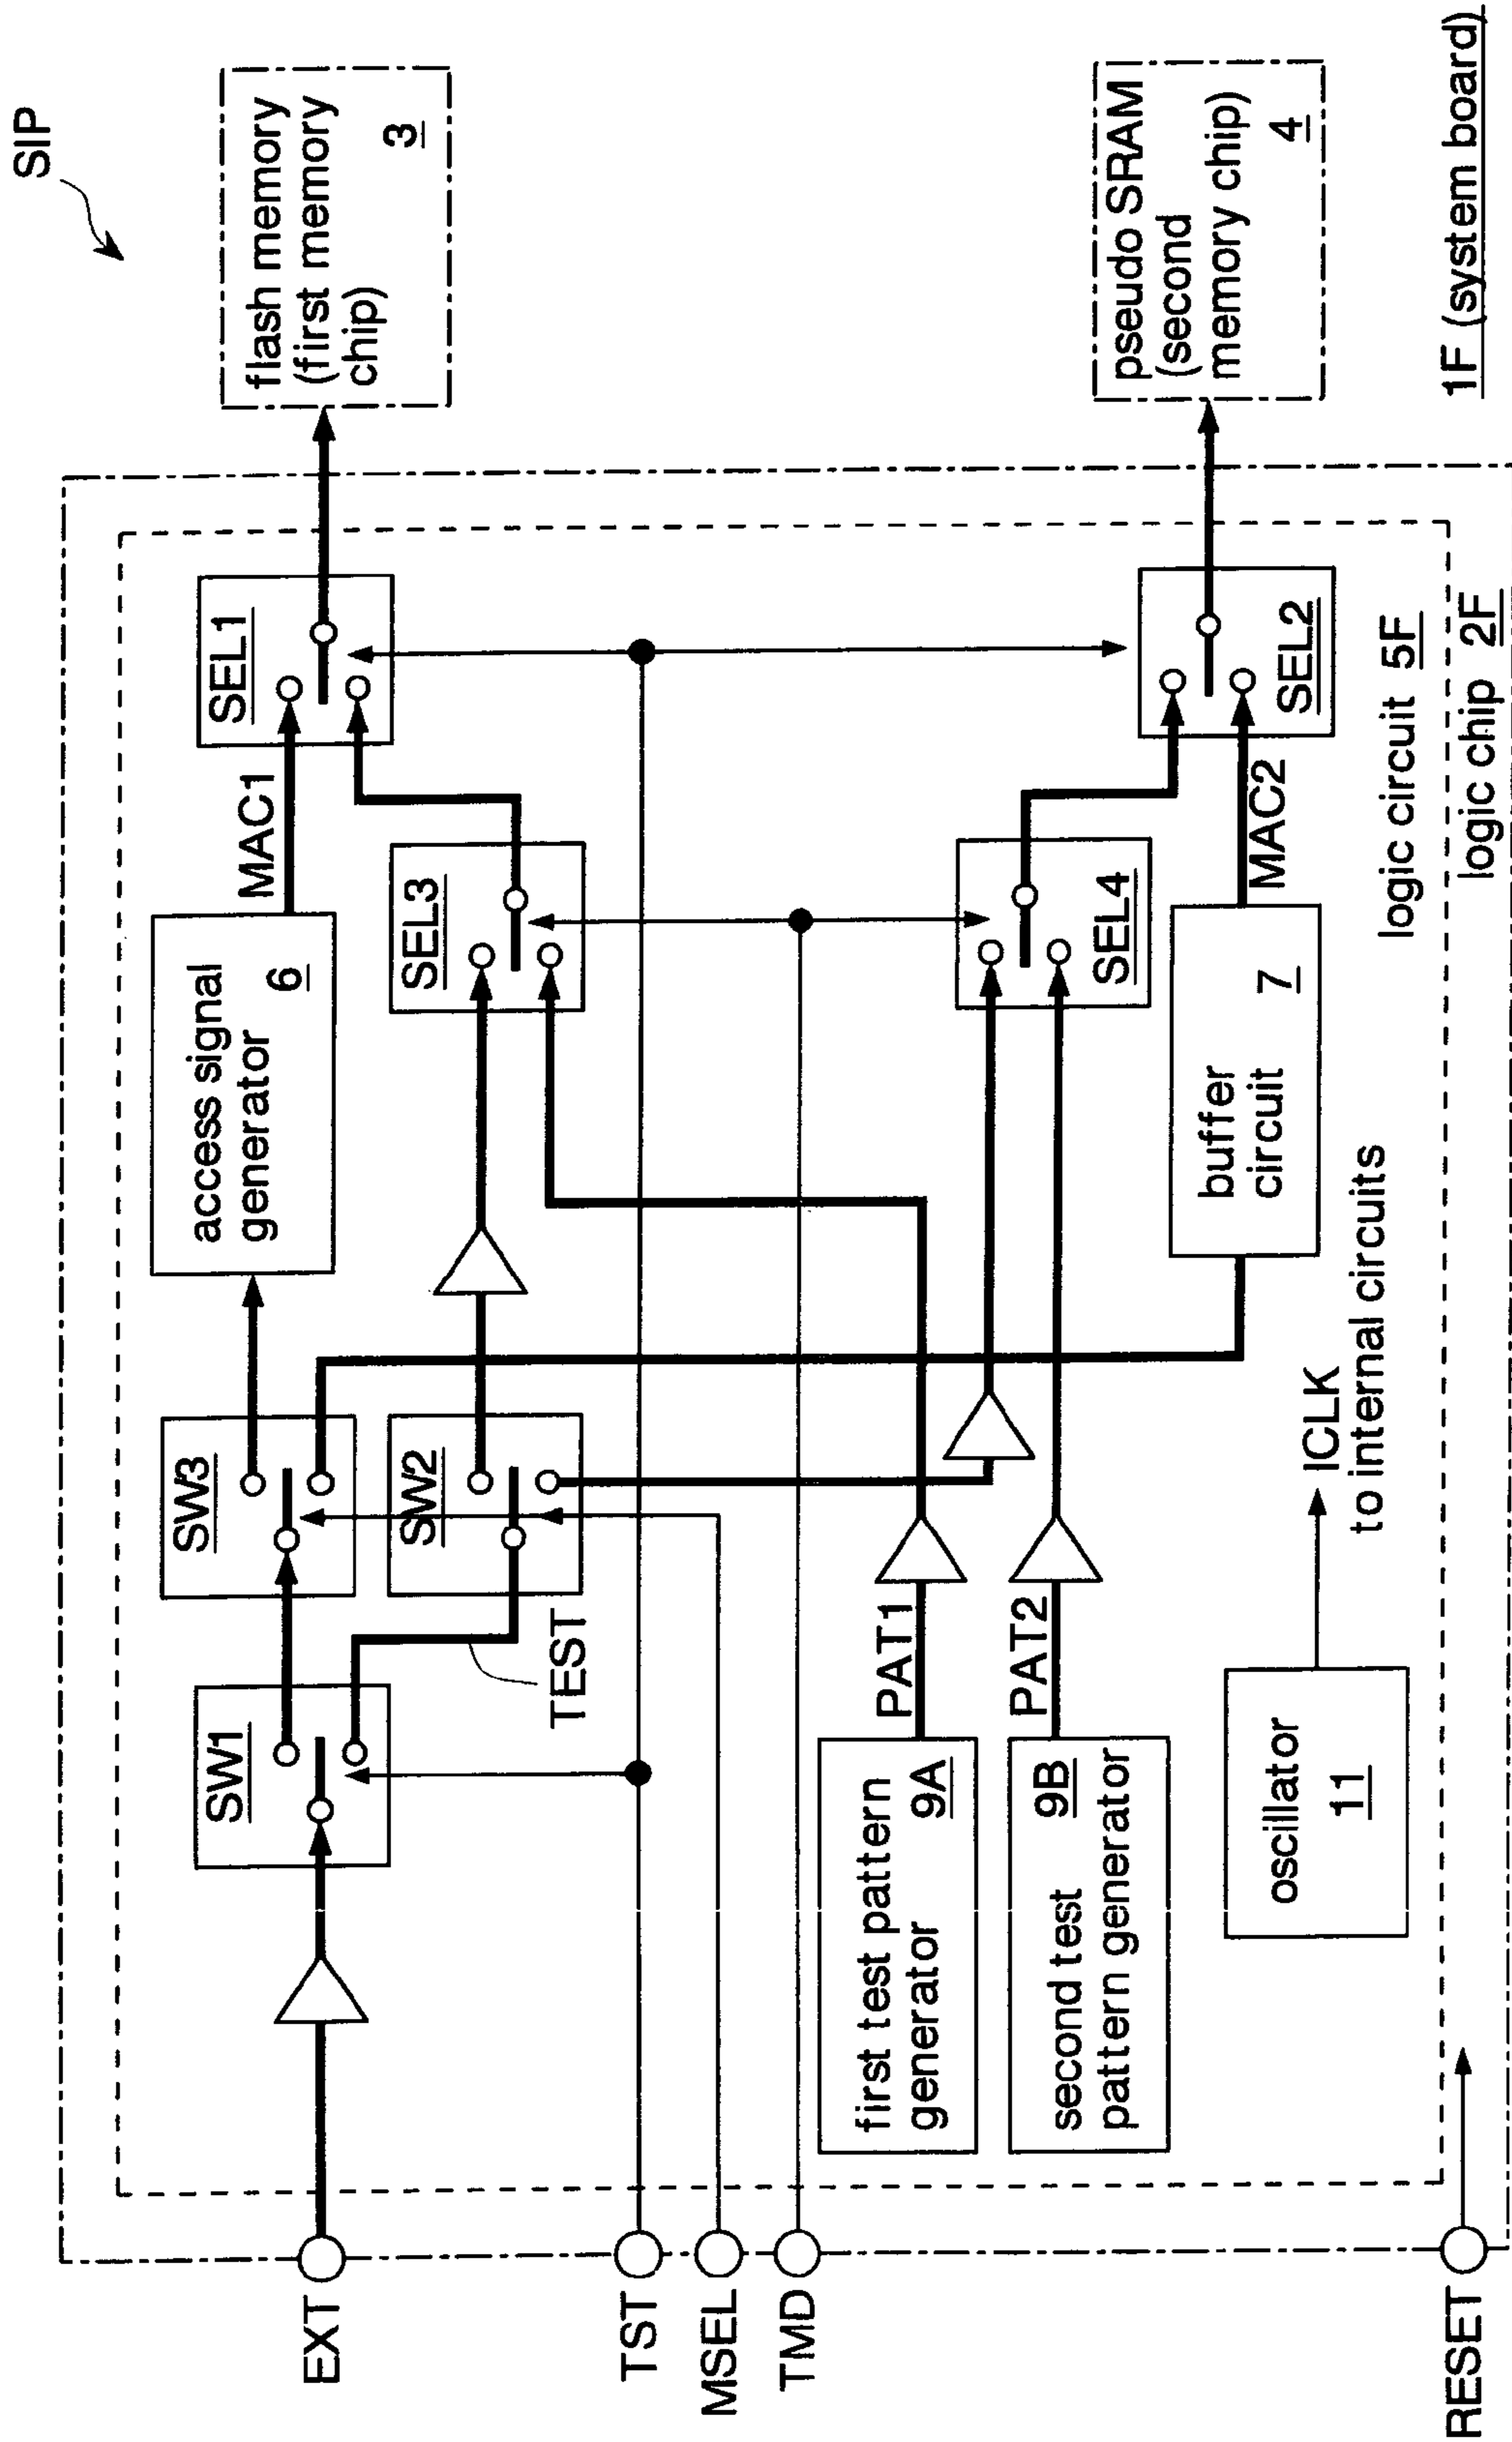 SIP
EXT
TST
MSEL
TMD
RESET
SW1
TEST
SW3
SW2
access signal
generator
6
MAC1
SEL1
flash memory
(first memory
chip)
3
SEL3
first test pattern
generator
9A
PAT1
second test
pattern generator
9B
PAT2
SEL4
SEL2
MAC2
buffer
circuit
7
pseudo SRAM
(second
memory chip)
4
oscillator
11
ICLK
to internal circuits
logic circuit 5F
logic chip 2F
1F (system board)